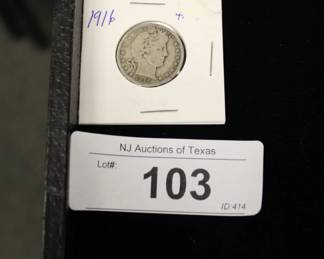 1916
NJ Auctions of Texas
Lot#:
103
ID:414